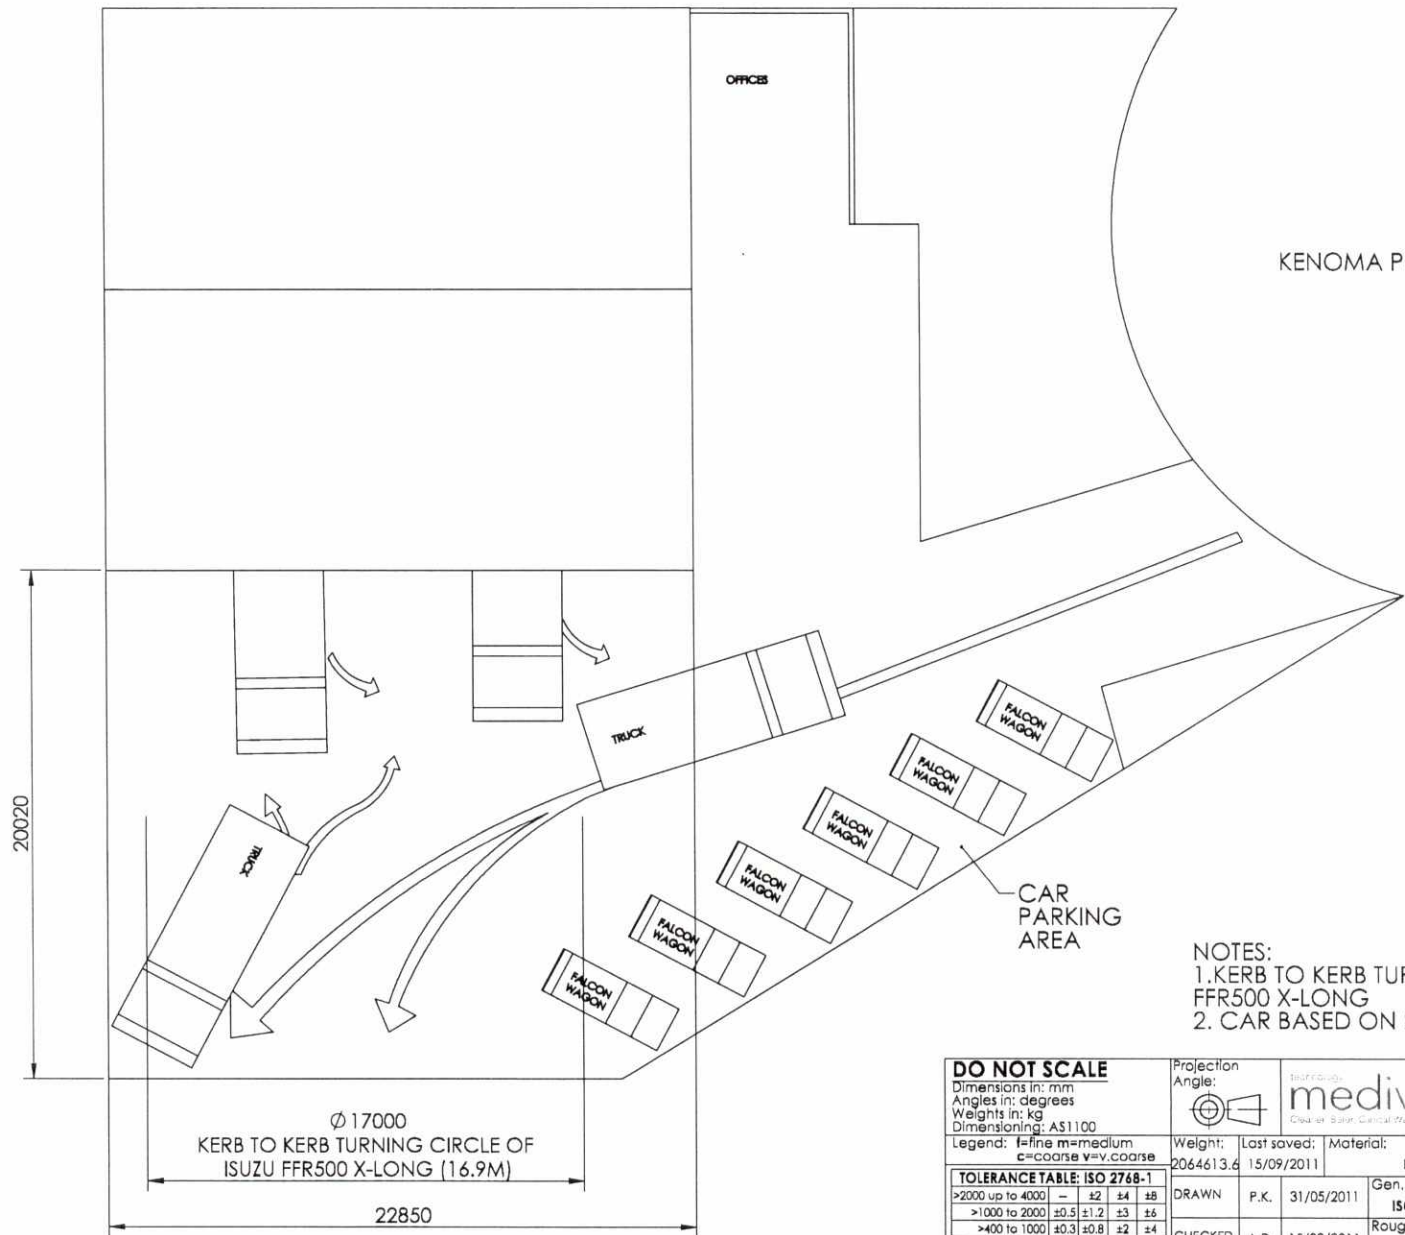 OFFICES
KENOMA P
TRUCK
FALCON
WAGON
FALCON
WAGON
FALCON
WAGON
FALCON
WAGON
FALCON
WAGON
FALCON
WAGON
TRUCK
20020
CAR
PARKING
AREA
NOTES:
1.KERB TO KERB TUR
FFR500 X-LONG
2. CAR BASED ON
Ø17000
KERB TO KERB TURNING CIRCLE OF
ISUZU FFR500 X-LONG (16.9M)
22850
DO NOT SCALE
Dimensions in: mm
Angles in: degrees
Weights in: kg
Dimensioning: AS1100
Legend: f=fine m=medium
c=coarse v=v.coarse
TOLERANCE TABLE: ISO 2768-1
>2000 up to 4000 – ±2 ±4 ±8
>1000 to 2000 ±0.5 ±1.2 ±3 ±6
>400 to 1000 ±0.3 ±0.8 ±2 ±4
Projection
Angle:
technology
mediv
Weight: Last saved: Material:
2064613.6 15/09/2011
DRAWN P.K. 31/05/2011 Gen.
IS
CHECKED
Roug